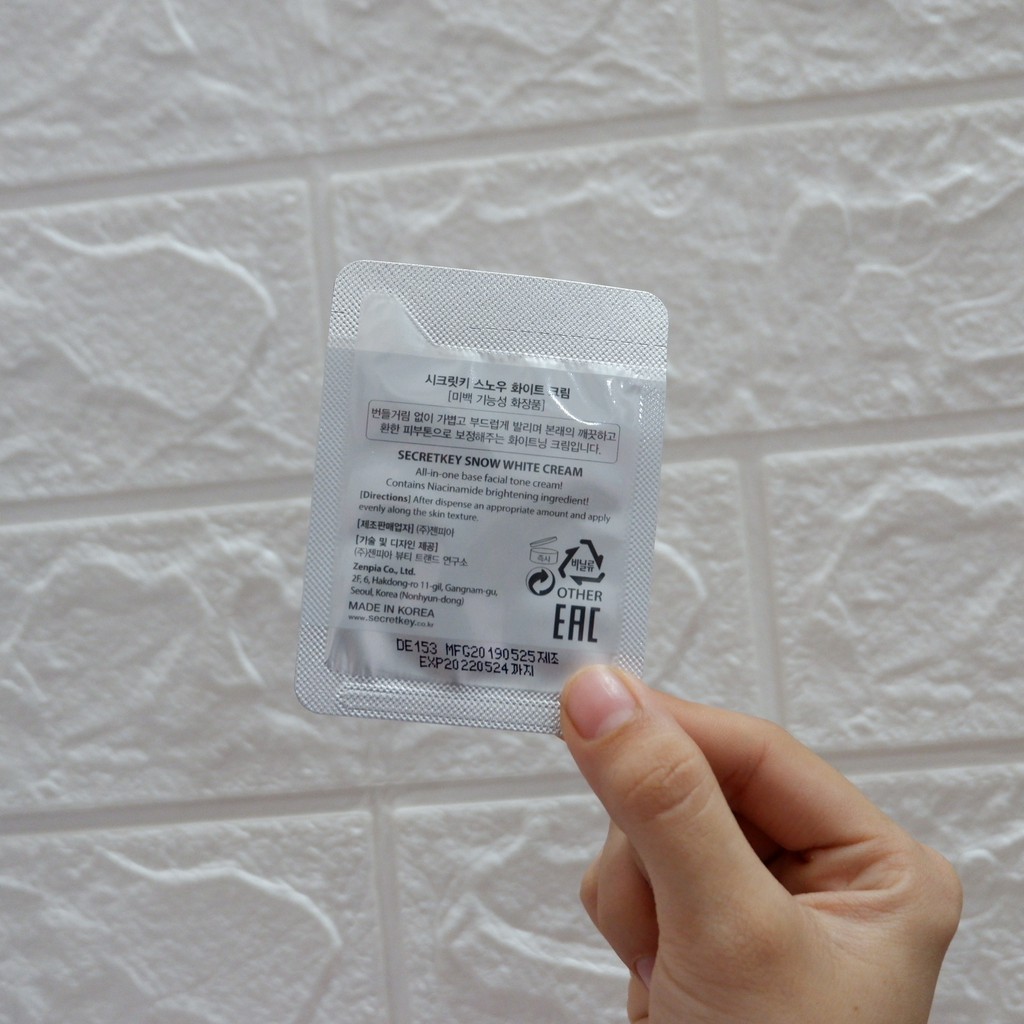 시크릿키 스노우 화이트 크림
[미백 기능성 화장품]
번들거림 없이 가볍고 부드럽게 발리며 본래의 깨끗하고
환한 피부톤으로 보정해주는 화이트닝 크림입니다.
SECRETKEY SNOW WHITE CREAM
All-in-one base facial tone cream!
Contains Niacinamide brightening ingredient!
[Directions] After dispense an appropriate amount and apply
evenly along the skin texture.
[제조판매업자] (주)젠피아
[기술 및 디자인 제공]
(주)젠피아 뷰티 트랜드 연구소
Zenpia Co., Ltd.
2F, 6, Hakdong-ro 11-gil, Gangnam-gu,
Seoul, Korea (Nonhyun-dong)
MADE IN KOREA
www.secretkey.co.kr
즉시
비닐류
OTHER
EAC
DE153 MFG20190525제조
EXP20220524까지